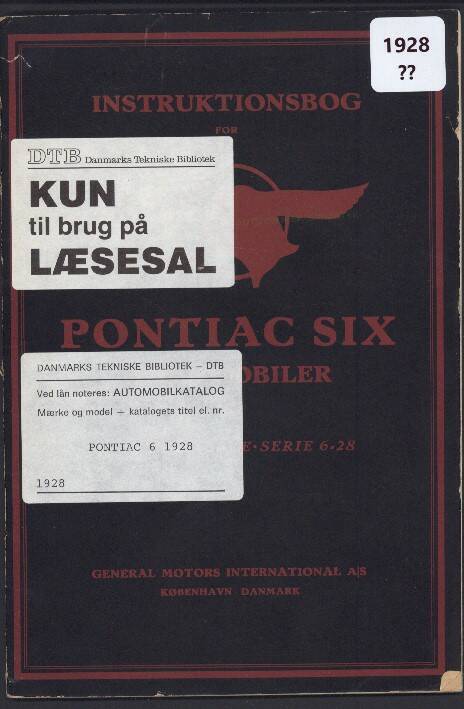 1928
??
INSTRUKTIONSBOG
FOR
DTB Danmarks Tekniske Bibliotek
KUN
til brug på
LÆSESAL
PONTIAC SIX
OBILER
DANMARKS TEKNISKE BIBLIOTEK – DTB
Ved lån noteres: AUTOMOBILKATALOG
Mærke og model + katalogets titel el. nr.
PONTIAC 6 1928
E·SERIE 6-28
1928
GENERAL MOTORS INTERNATIONAL A/S
KØBENHAVN DANMARK